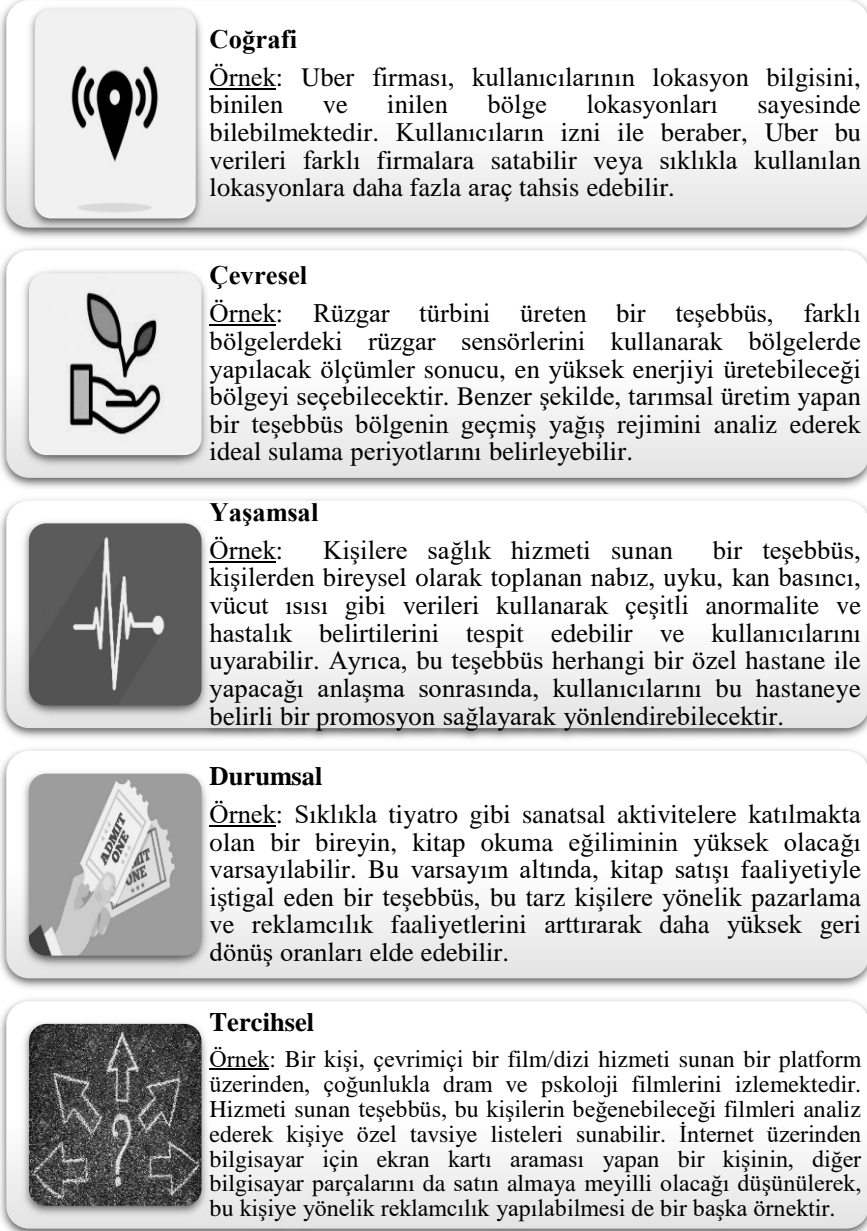 Coğrafi
Örnek: Uber firması, kullanıcılarının lokasyon bilgisini,
binilen ve inilen bölge lokasyonları sayesinde
bilebilmektedir. Kullanıcıların izni ile beraber, Uber bu
verileri farklı firmalara satabilir veya sıklıkla kullanılan
lokasyonlara daha fazla araç tahsis edebilir.
Çevresel
Örnek: Rüzgar türbini üreten bir teşebbüs, farklı
bölgelerdeki rüzgar sensörlerini kullanarak bölgelerde
yapılacak ölçümler sonucu, en yüksek enerjiyi üretebileceği
bölgeyi seçebilecektir. Benzer şekilde, tarımsal üretim yapan
bir teşebbüs bölgenin geçmiş yağış rejimini analiz ederek
ideal sulama periyotlarını belirleyebilir.
Yaşamsal
Örnek: Kişilere sağlık hizmeti sunan bir teşebbüs,
kişilerden bireysel olarak toplanan nabız, uyku, kan basıncı,
vücut ısısı gibi verileri kullanarak çeşitli anormalite ve
hastalık belirtilerini tespit edebilir ve kullanıcılarını
uyarabilir. Ayrıca, bu teşebbüs herhangi bir özel hastane ile
yapacağı anlaşma sonrasında, kullanıcılarını bu hastaneye
belirli bir promosyon sağlayarak yönlendirebilecektir.
ADMIT
ONE
MIT
ONE
Durumsal
Örnek: Sıklıkla tiyatro gibi sanatsal aktivitelere katılmakta
olan bir bireyin, kitap okuma eğiliminin yüksek olacağı
varsayılabilir. Bu varsayım altında, kitap satışı faaliyetiyle
iştigal eden bir teşebbüs, bu tarz kişilere yönelik pazarlama
ve reklamcılık faaliyetlerini arttırarak daha yüksek geri
dönüş oranları elde edebilir.
?
Tercihsel
Örnek: Bir kişi, çevrimiçi bir film/dizi hizmeti sunan bir platform
üzerinden, çoğunlukla dram ve pskoloji filmlerini izlemektedir.
Hizmeti sunan teşebbüs, bu kişilerin beğenebileceği filmleri analiz
ederek kişiye özel tavsiye listeleri sunabilir. İnternet üzerinden
bilgisayar için ekran kartı araması yapan bir kişinin, diğer
bilgisayar parçalarını da satın almaya meyilli olacağı düşünülerek,
bu kişiye yönelik reklamcılık yapılabilmesi de bir başka örnektir.